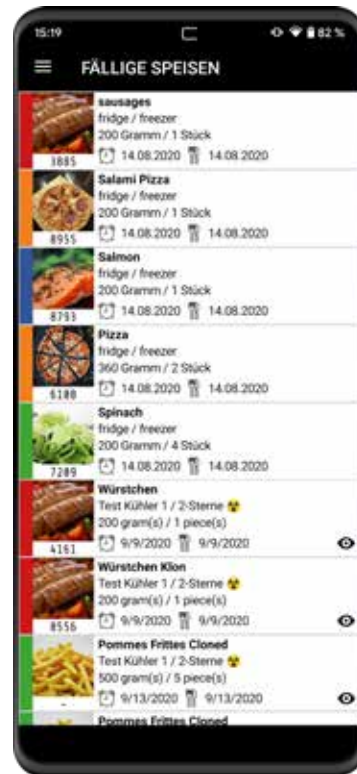 15:19
82 %
FÄLLIGE SPEISEN
sausages
fridge / freezer
200 Gramm / 1 Stück
14.08.2020 14.08.2020
3885
Salami Pizza
fridge / freezer
200 Gramm / 1 Stück
14.08.2020 14.08.2020
8955
Salmon
fridge / freezer
200 Gramm / 1 Stück
14.08.2020 14.08.2020
8793
Pizza
fridge / freezer
360 Gramm / 2 Stück
14.08.2020 14.08.2020
6100
Spinach
fridge / freezer
200 Gramm / 4 Stück
14.08.2020 14.08.2020
7209
Würstchen
Test Kühler 1 / 2-Sterne
200 gram(s) / 1 piece(s)
9/9/2020 9/9/2020
4161
Würstchen Klon
Test Kühler 1 / 2-Sterne
200 gram(s) / 1 piece(s)
9/9/2020 9/9/2020
8556
Pommes Frittes Cloned
Test Kühler 1 / 2-Sterne
500 gram(s) / 5 piece(s)
9/13/2020 9/13/2020
-
Pommes Frittes Cloned